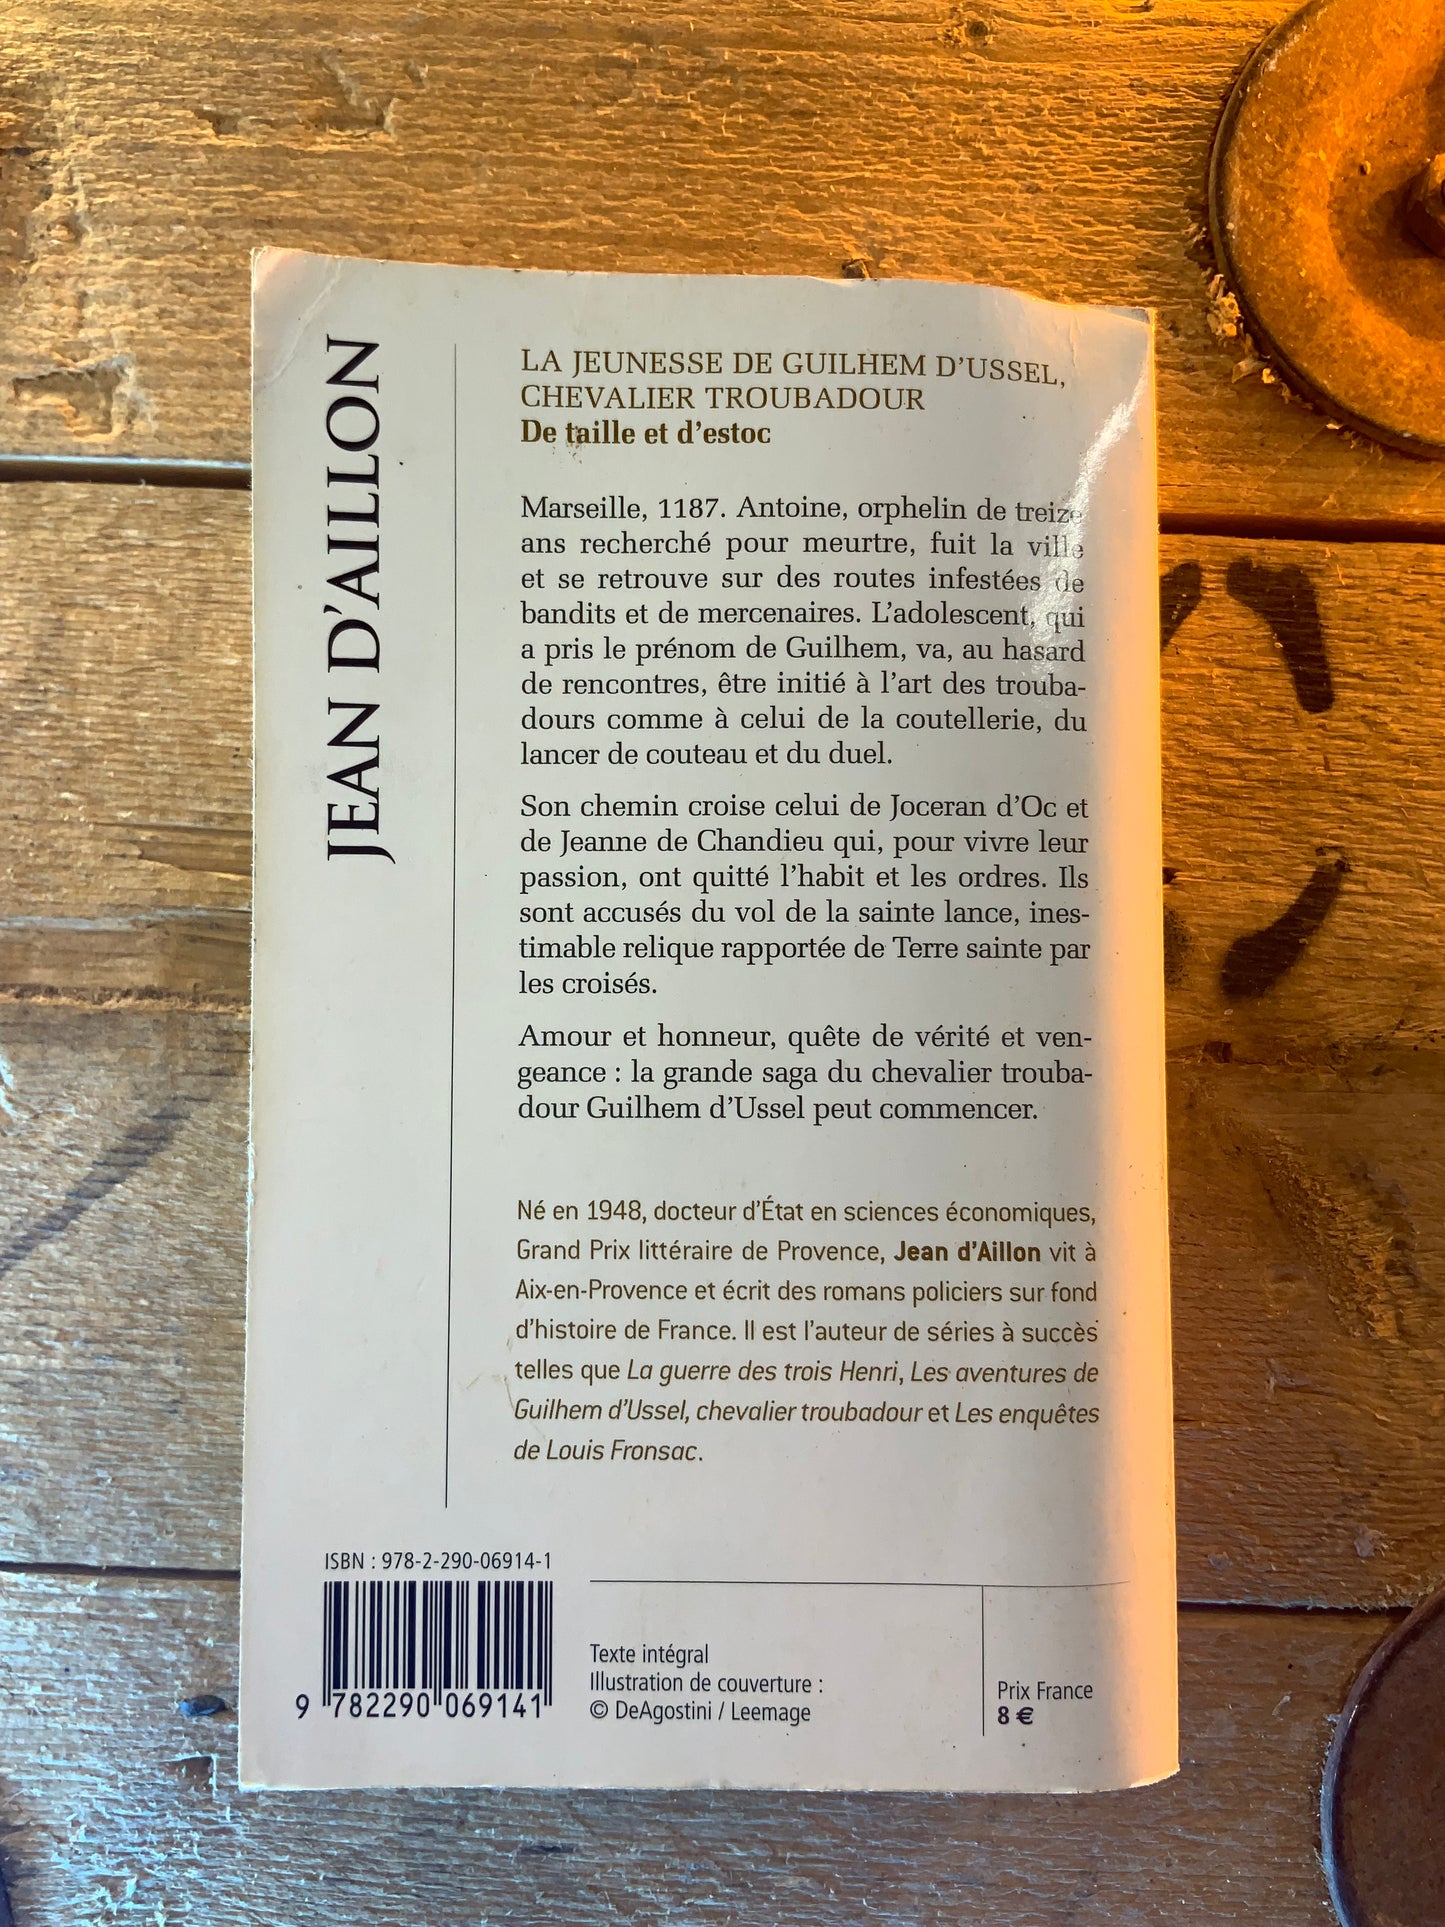 JEAN D'AILLON
LA JEUNESSE DE GUILHEM D'USSEL,
CHEVALIER TROUBADOUR
De taille et d'estoc
Marseille, 1187. Antoine, orphelin de treize
ans recherché pour meurtre, fuit la ville
et se retrouve sur des routes infestées de
bandits et de mercenaires. L'adolescent, qui
a pris le prénom de Guilhem, va, au hasard
de rencontres, être initié à l'art des trouba-
dours comme à celui de la coutellerie, du
lancer de couteau et du duel.
Son chemin croise celui de Joceran d'Oc et
de Jeanne de Chandieu qui, pour vivre leur
passion, ont quitté l'habit et les ordres. Ils
sont accusés du vol de la sainte lance, ines-
timable relique rapportée de Terre sainte par
les croisés.
Amour et honneur, quête de vérité et ven-
geance : la grande saga du chevalier trouba-
dour Guilhem d'Ussel peut commencer.
Né en 1948, docteur d'État en sciences économiques,
Grand Prix littéraire de Provence, Jean d'Aillon vit à
Aix-en-Provence et écrit des romans policiers sur fond
d'histoire de France. Il est l'auteur de séries à succès
telles que La guerre des trois Henri, Les aventures de
Guilhem d'Ussel, chevalier troubadour et Les enquêtes
de Louis Fronsac.
ISBN : 978-2-290-06914-1
9 782290 069141
Texte intégral
Illustration de couverture :
© DeAgostini / Leemage
Prix France
8 €